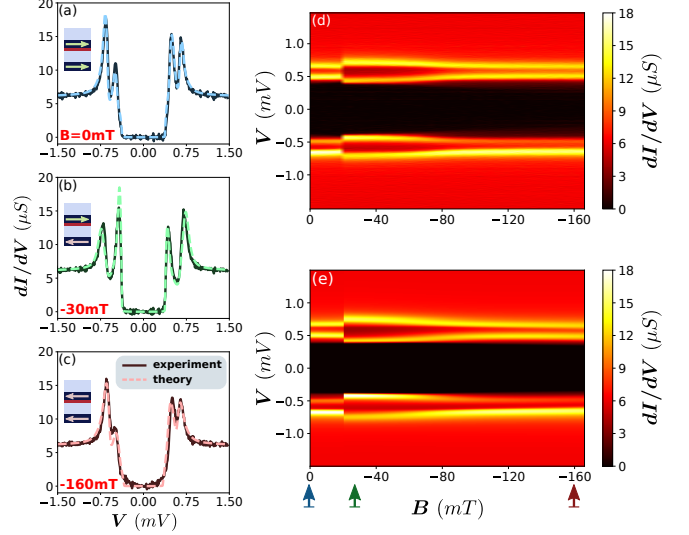 (a)
20
15
10
5
0
B=0mT
−1.50 −0.75 0.00 0.75 1.50
(b)
20
15
10
5
0
-30mT
−1.50 −0.75 0.00 0.75 1.50
dI/dV (μS)
(c)
experiment
theory
20
15
10
5
0
-160mT
−1.50 −0.75 0.00 0.75 1.50
V (mV)
(d)
1.0
0.5
0.0
−0.5
−1.0
V (mV)
0 −40 −80 −120 −160
18
15
12
9
6
3
0
dI/dV (μS)
(e)
1.0
0.5
0.0
−0.5
−1.0
V (mV)
0 −40 −80 −120 −160
B (mT)
18
15
12
9
6
3
0
dI/dV (μS)